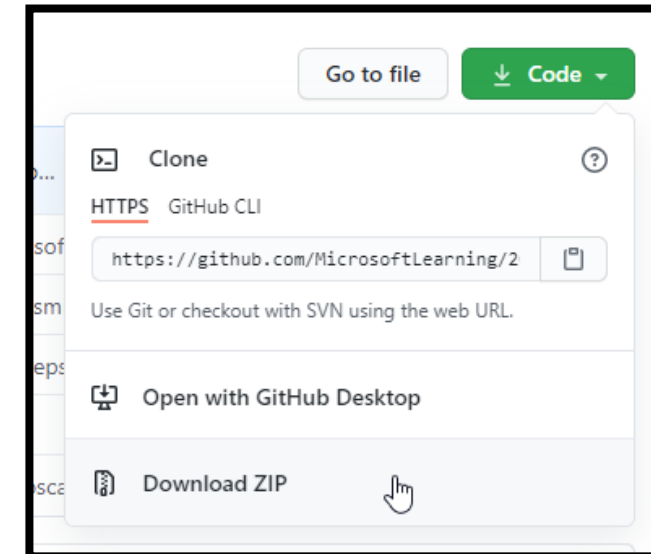 Go to file
Code
Clone
HTTPS GitHub CLI
https://github.com/MicrosoftLearning/2
Use Git or checkout with SVN using the web URL.
Open with GitHub Desktop
Download ZIP